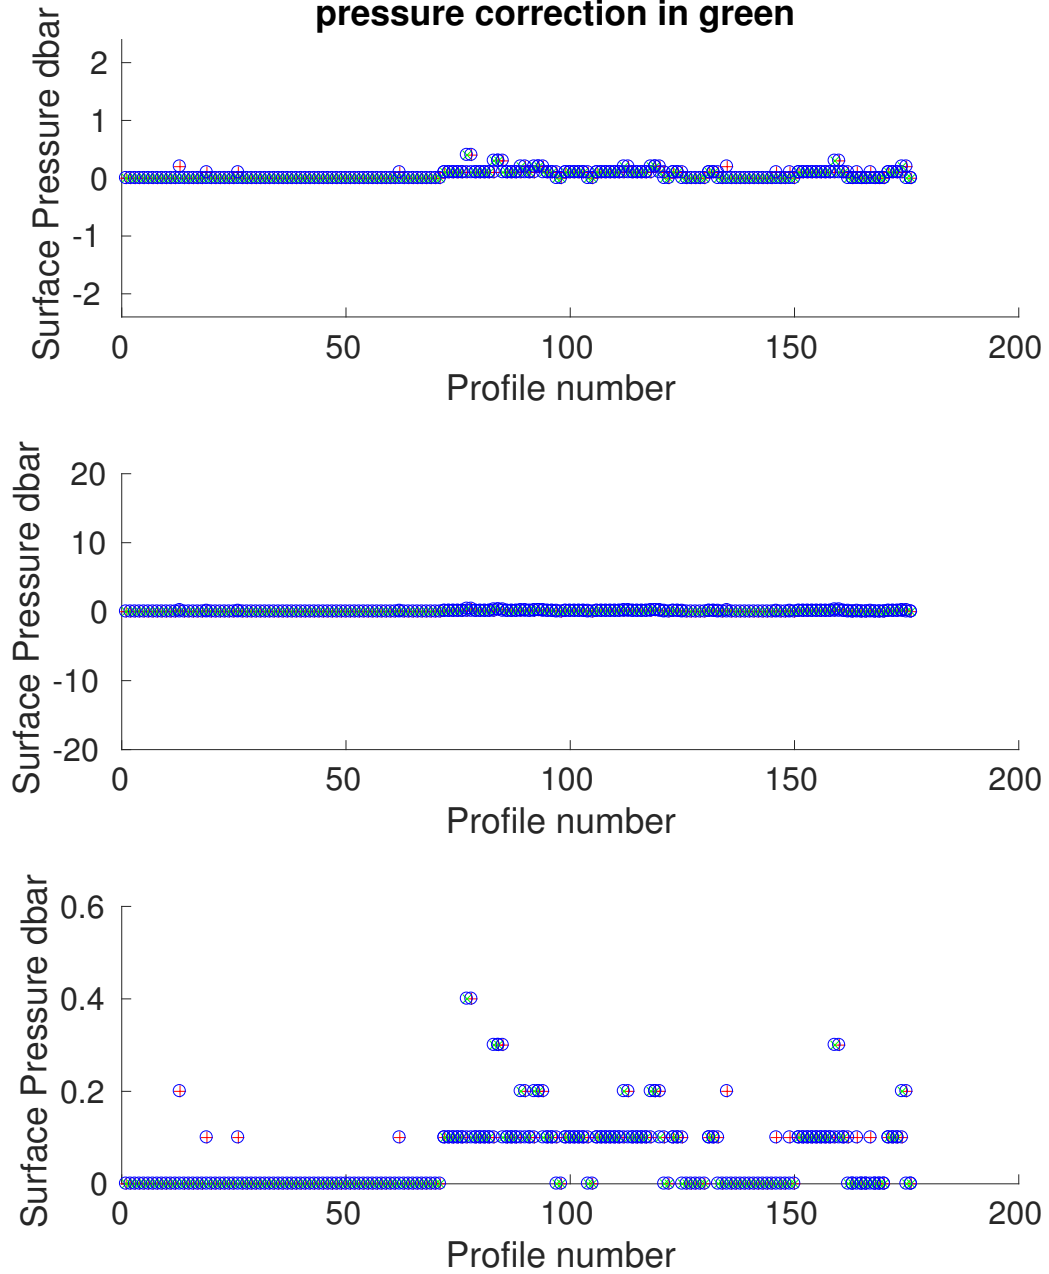 pressure correction in green
Surface Pressure dbar
2
1
0
-1
-2
0 50 100 150 200
Profile number
Surface Pressure dbar
20
10
0
-10
-20
0 50 100 150 200
Profile number
Surface Pressure dbar
0.6
0.4
0.2
0
0 50 100 150 200
Profile number